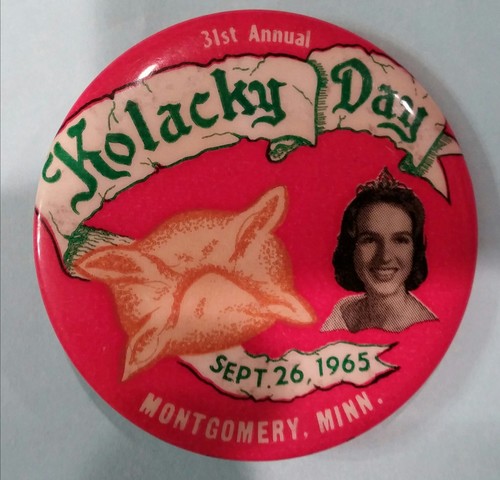 31st Annual
Kolacky Day
SEPT. 26, 1965
MONTGOMERY, MINN.